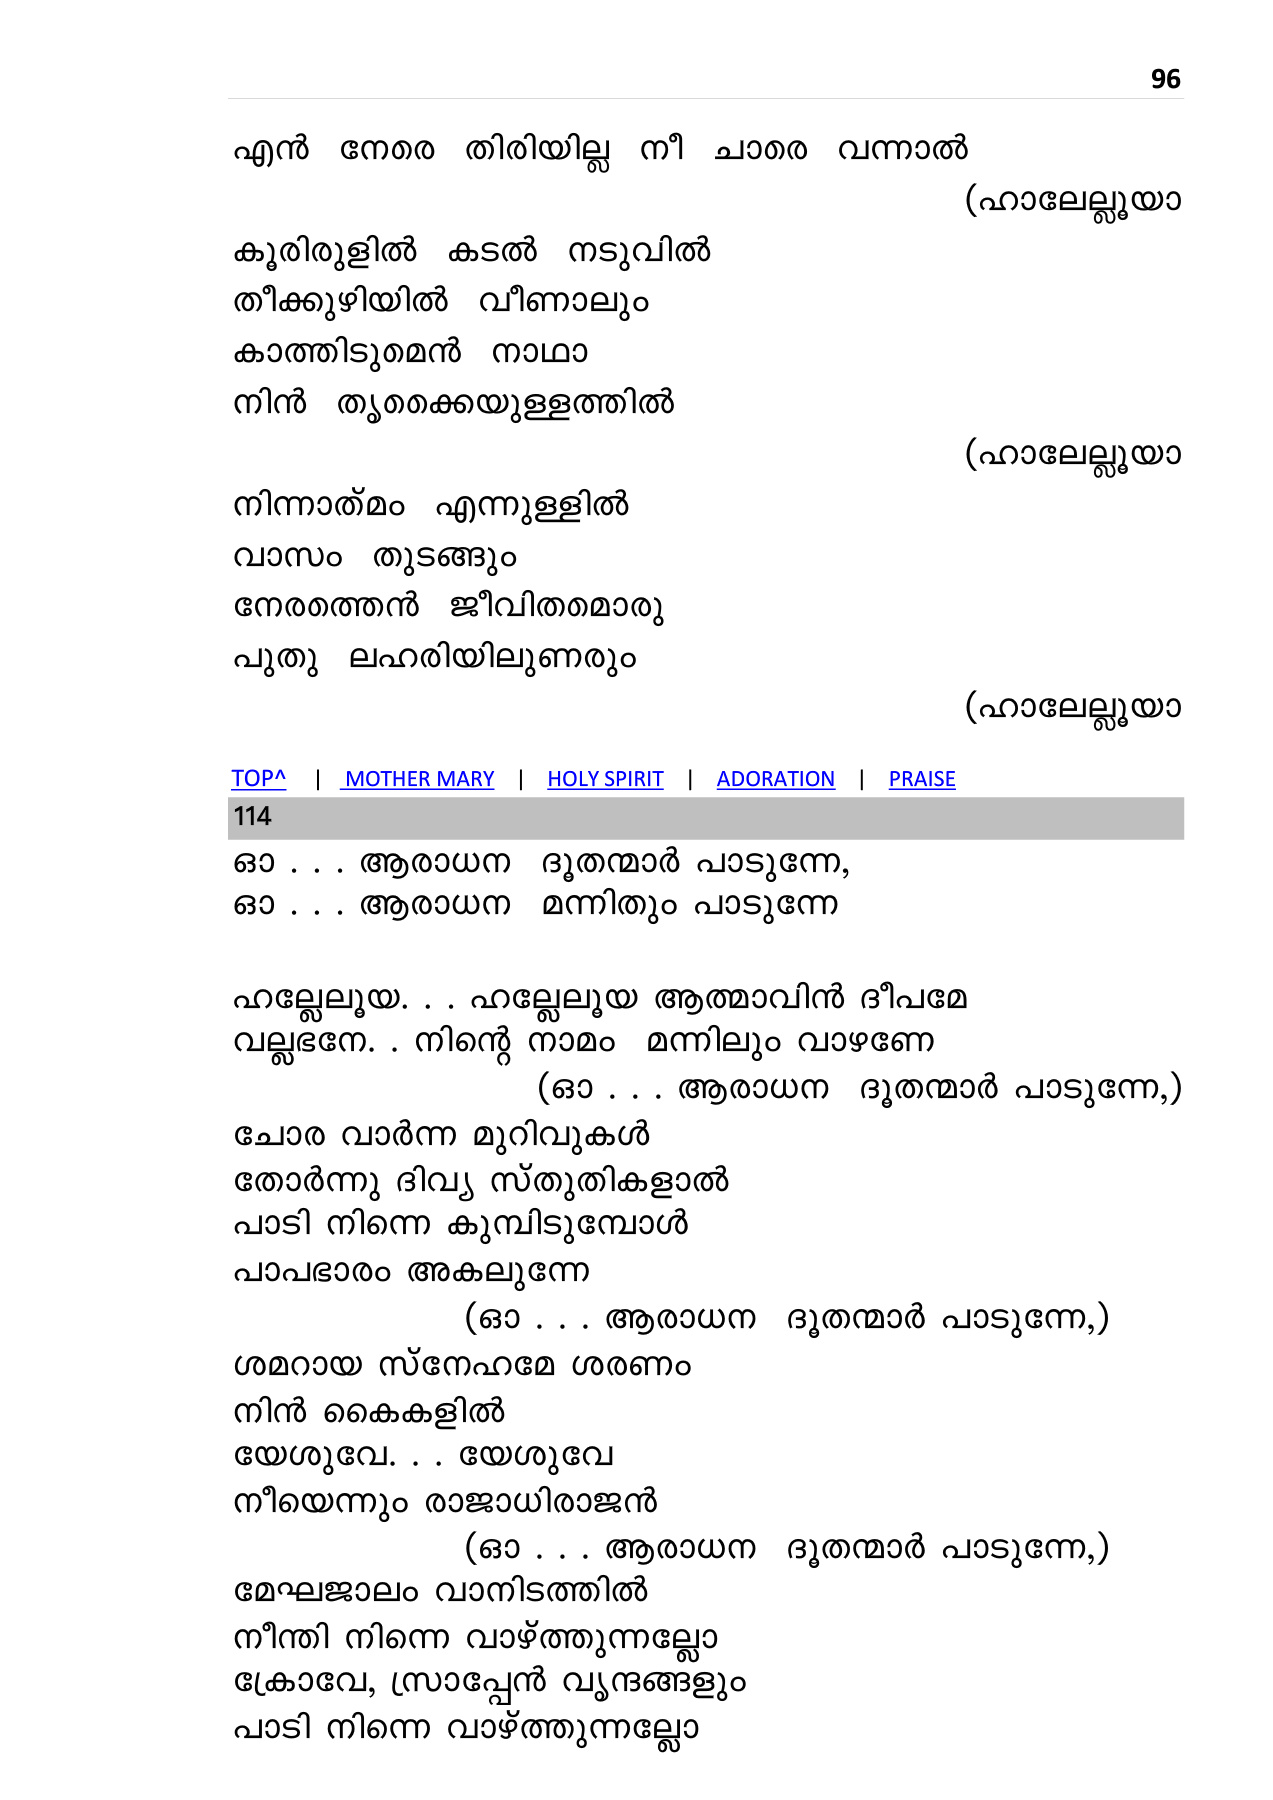 96
എൻ നേരെ തിരിയില്ല നീ ചാരെ വന്നാൽ
(ഹാലേല്ലൂയാ
കൂരിരുളിൽ കടൽ നടുവിൽ
തീക്കുഴിയിൽ വീണാലും
കാത്തിടുമെൻ നാഥാ
നിൻ തൃക്കൈയുള്ളത്തിൽ
(ഹാലേല്ലൂയാ
നിന്നാത്‌മം എന്നുള്ളിൽ
വാസം തുടങ്ങും
നേരത്തെൻ ജീവിതമൊരു
പുതു ലഹരിയിലുണരും
(ഹാലേല്ലൂയാ
TOP^ | MOTHER MARY | HOLY SPIRIT | ADORATION | PRAISE
114
ഓ . . . ആരാധന ദൂതന്മാർ പാടുന്നേ,
ഓ . . . ആരാധന മന്നിതും പാടുന്നേ
ഹല്ലേലൂയ. . . ഹല്ലേലൂയ ആത്മാവിൻ ദീപമേ
വല്ലഭനേ. . നിന്റെ നാമം മന്നിലും വാഴണേ
(ഓ . . . ആരാധന ദൂതന്മാർ പാടുന്നേ,)
ചോര വാർന്ന മുറിവുകൾ
തോർന്നു ദിവ്യ സ്തുതികളാൽ
പാടി നിന്നെ കുമ്പിടുമ്പോൾ
പാപഭാരം അകലുന്നേ
(ഓ . . . ആരാധന ദൂതന്മാർ പാടുന്നേ,)
ശമറായ സ്നേഹമേ ശരണം
നിൻ കൈകളിൽ
യേശുവേ. . . യേശുവേ
നീയെന്നും രാജാധിരാജൻ
(ഓ . . . ആരാധന ദൂതന്മാർ പാടുന്നേ,)
മേഘജാലം വാനിടത്തിൽ
നീന്തി നിന്നെ വാഴ്ത്തുന്നല്ലോ
ക്രോവേ, സ്രാപ്പേൻ വൃന്ദങ്ങളും
പാടി നിന്നെ വാഴ്ത്തുന്നല്ലോ